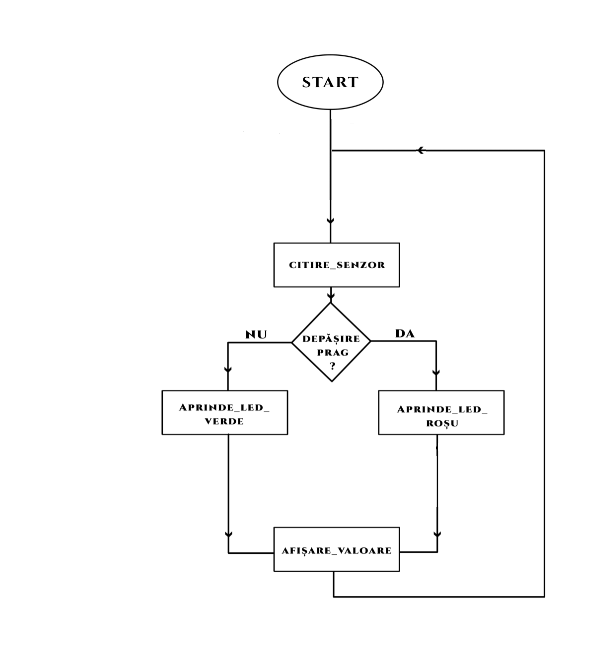 START
CITIRE_SENZOR
NU
DA
DEPĂȘIRE
PRAG
?
APRINDE_LED_
VERDE
APRINDE_LED_
ROȘU
AFIȘARE_VALOARE